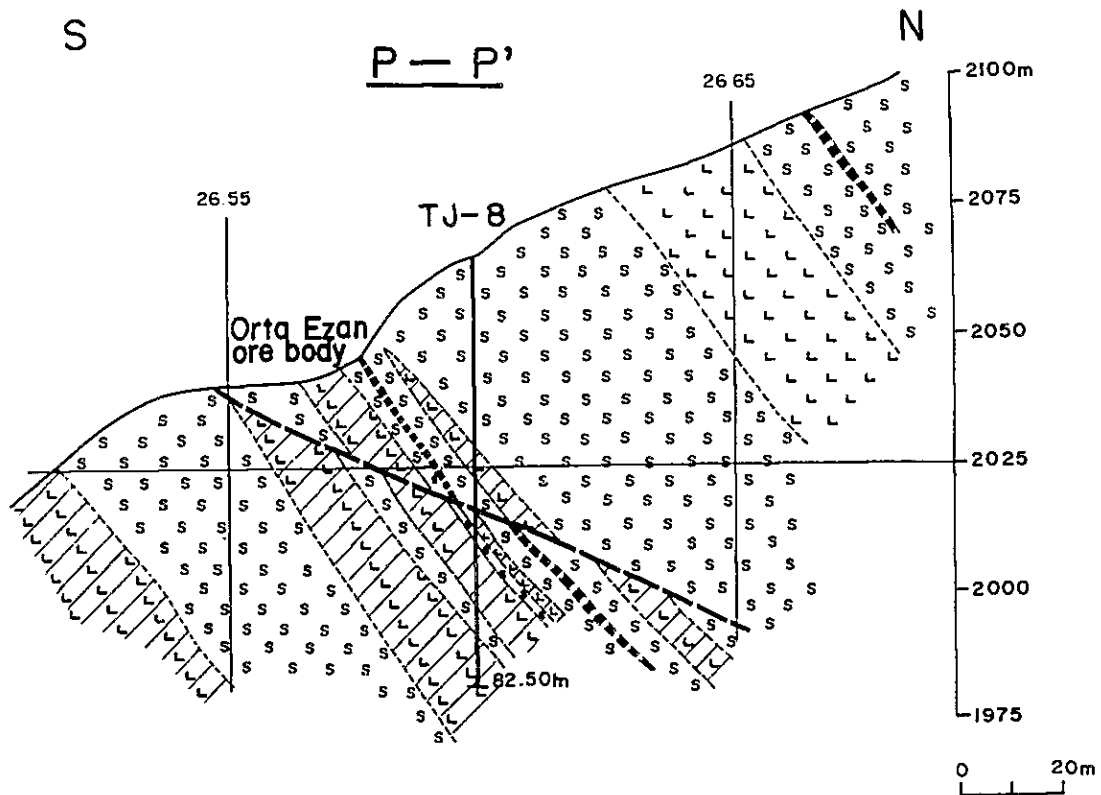 S
N
P — P'
26.55
TJ-8
26 65
2100m
2075
2050
2025
2000
1975
Orta Ezan
ore body
82.50m
0 20m